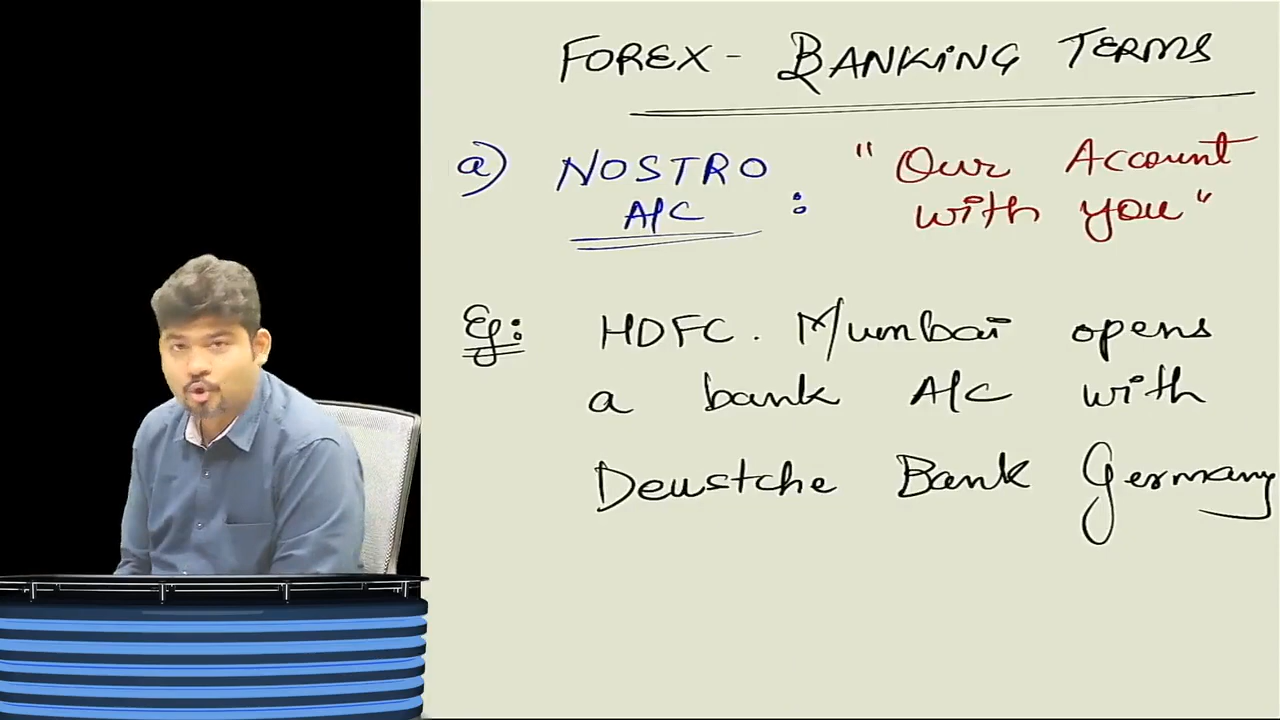 FOREX - BANKING TERMS
a) NOSTRO A/C : "Our Account
with you"
Eg: HDFC. Mumbai opens
a bank A/C with
Deustche Bank Germany